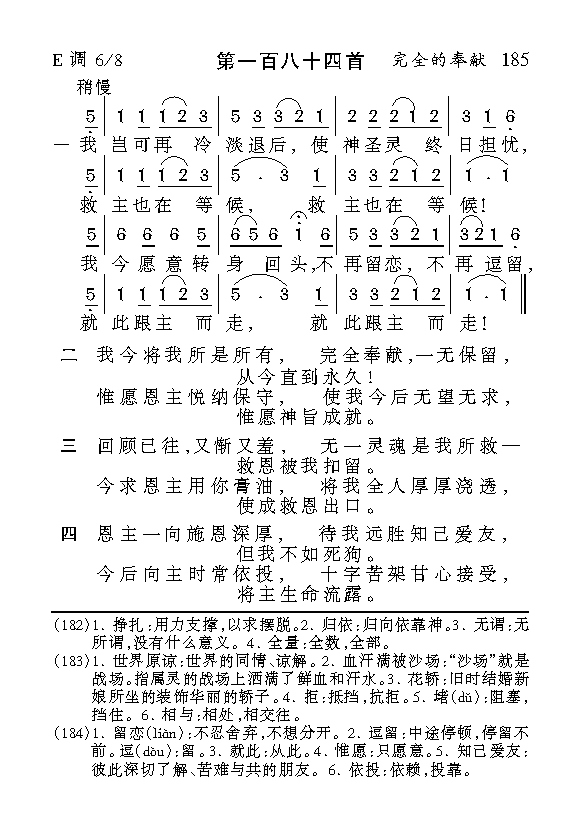 E 调 6/8 第一百八十四首 完全的奉献 185
稍慢
5 | 1 1 1 2 3 | 5 3 3 2 1 | 2 2 2 1 2 | 3 1 6
一 我 岂可再 冷 淡退后，使 神圣灵 终 日担忧，
5 | 1 1 1 2 3 | 5 . 3 1 | 3 3 2 1 2 | 1 . 1
救 主也在 等 候， 救 主也在 等 候！
5 | 6 6 6 5 | 6 5 6 1 6 | 5 3 3 2 1 | 3 2 1 6
我 今愿意转 身 回头，不 再留恋，不 再逗留，
5 | 1 1 1 2 3 | 5 . 3 1 | 3 3 2 1 2 | 1 . 1
就 此跟主 而 走， 就 此跟主 而 走！
二 我今将我所是所有， 完全奉献，一无保留，
从今直到永久！
惟愿恩主悦纳保守， 使我今后无望无求，
惟愿神旨成就。
三 回顾已往，又惭又羞， 无一灵魂是我所救—
救恩被我扣留。
今求恩主用你膏油， 将我全人厚厚浇透，
使成救恩出口。
四 恩主一向施恩深厚， 待我远胜知己爱友，
但我不如死狗。
今后向主时常依投， 十字苦架甘心接受，
将主生命流露。
(182)1. 挣扎：用力支撑，以求摆脱。2. 归依：归向依靠神。3. 无谓：无
所谓，没有什么意义。 4. 全量：全数，全部。
(183)1. 世界原谅：世界的同情、谅解。2. 血汗满被沙场：“沙场”就是
战场。指属灵的战场上洒满了鲜血和汗水。3. 花轿：旧时结婚新
娘所坐的装饰华丽的轿子。4. 拒：抵挡，抗拒。5. 堵(dǔ)：阻塞，
挡住。 6. 相与：相处，相交往。
(184)1. 留恋(liàn)：不忍舍弃，不想分开。2. 逗留：中途停顿，停留不
前。逗(dòu)：留。3. 就此：从此。4. 惟愿：只愿意。5. 知己爱友：
彼此深切了解、苦难与共的朋友。 6. 依投：依赖，投靠。